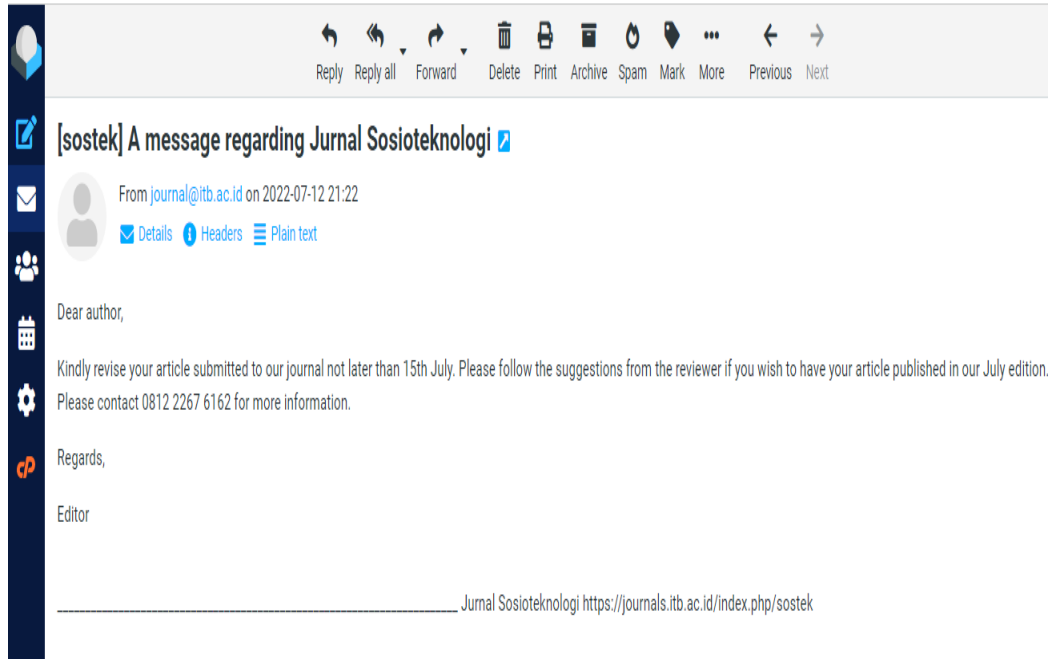 Reply Reply all Forward Delete Print Archive Spam Mark More Previous Next
[sostek] A message regarding Jurnal Sosioteknologi
From journal@itb.ac.id on 2022-07-12 21:22
Details Headers Plain text
Dear author,
Kindly revise your article submitted to our journal not later than 15th July. Please follow the suggestions from the reviewer if you wish to have your article published in our July edition.
Please contact 0812 2267 6162 for more information.
Regards,
Editor
________________________________________________________________________ Jurnal Sosioteknologi https://journals.itb.ac.id/index.php/sostek